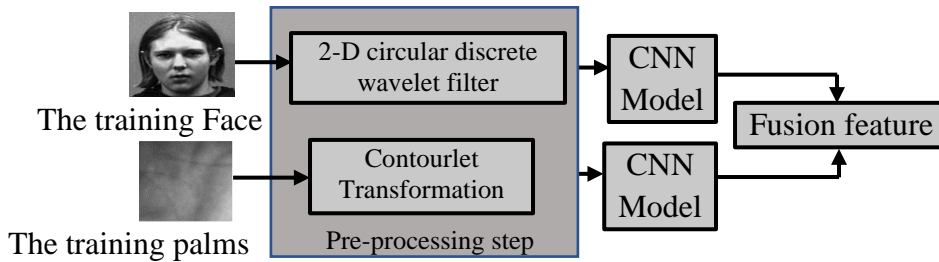 2-D circular discrete
wavelet filter
CNN
Model
The training Face
Fusion feature
Contourlet
Transformation
CNN
Model
The training palms
Pre-processing step